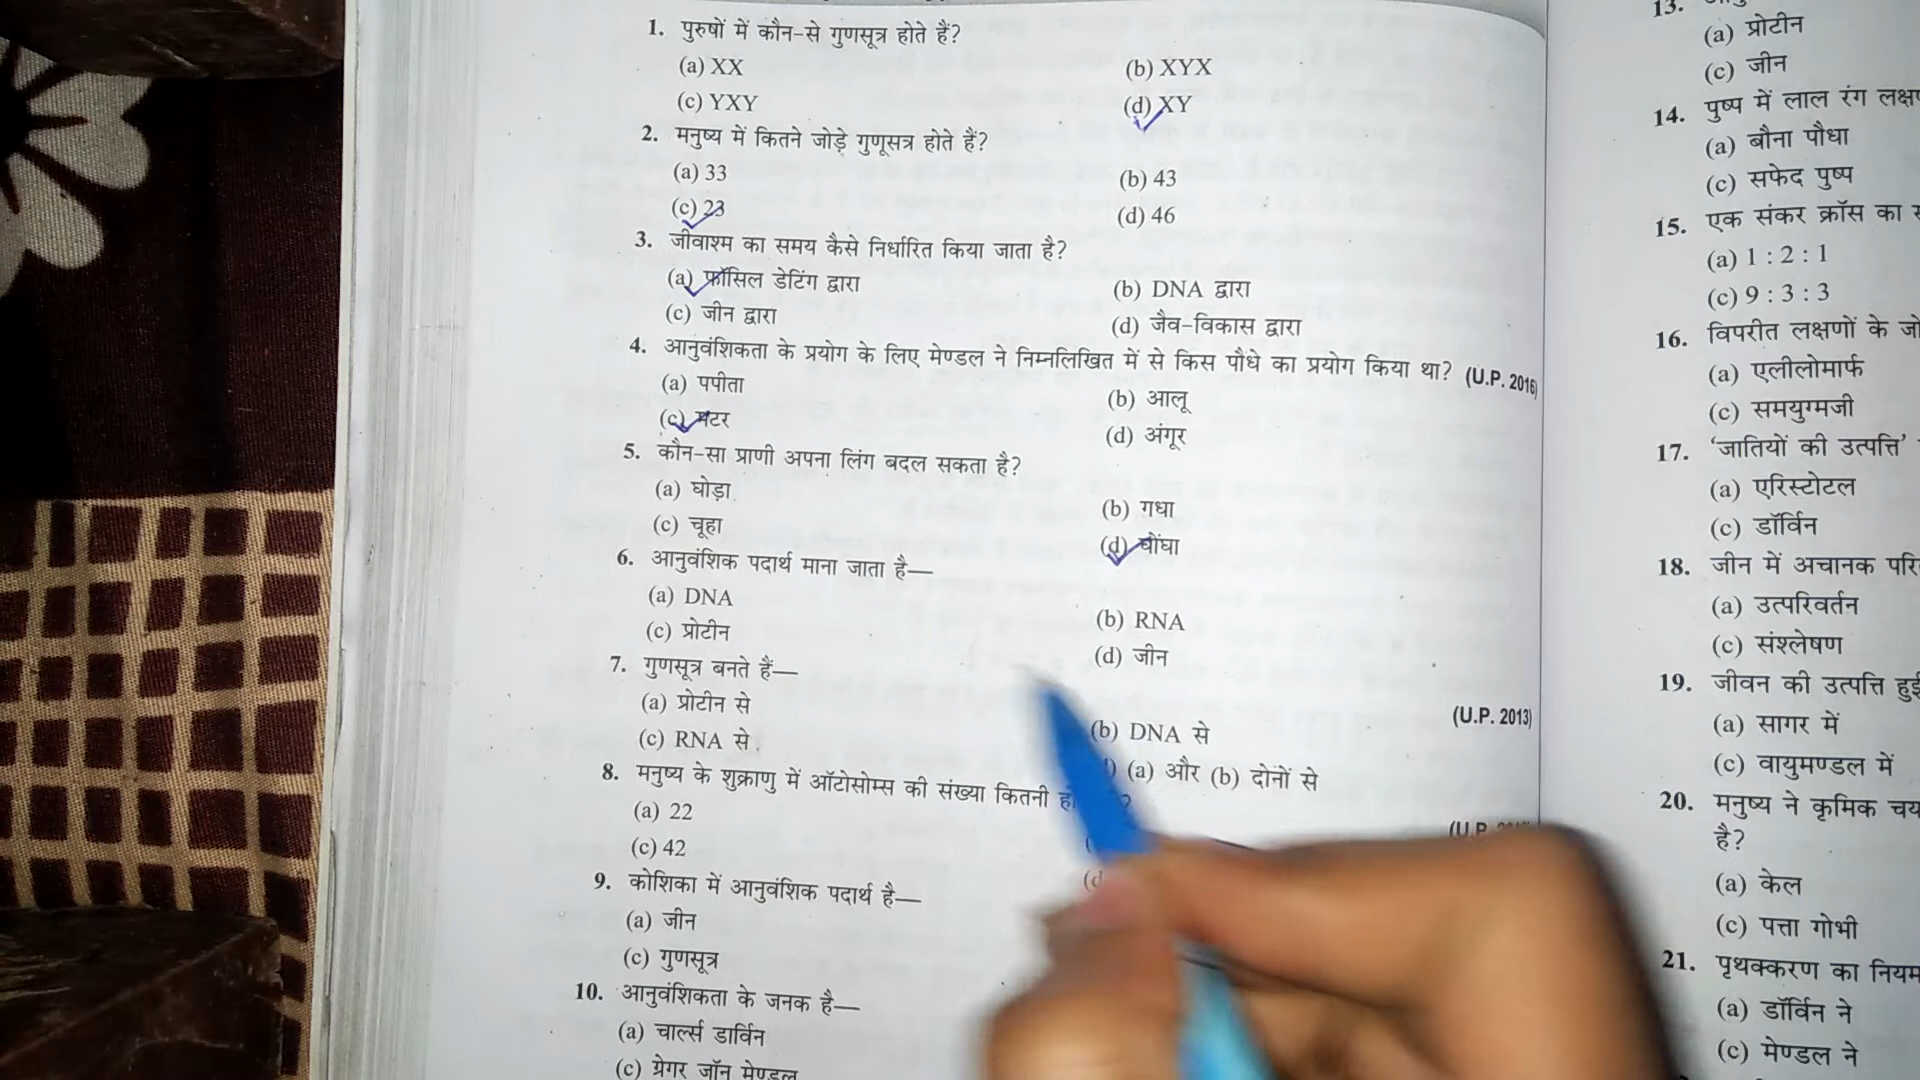 1. पुरुषों में कौन-से गुणसूत्र होते हैं?
(a) XX (b) XYX
(c) YXY (d) XY
2. मनुष्य में कितने जोड़े गुणूसत्र होते हैं?
(a) 33 (b) 43
(c) 23 (d) 46
3. जीवाश्म का समय कैसे निर्धारित किया जाता है?
(a) फॉसिल डेटिंग द्वारा (b) DNA द्वारा
(c) जीन द्वारा (d) जैव-विकास द्वारा
4. आनुवंशिकता के प्रयोग के लिए मेण्डल ने निम्नलिखित में से किस पौधे का प्रयोग किया था? (U.P. 2016)
(a) पपीता (b) आलू
(c) मटर (d) अंगूर
5. कौन-सा प्राणी अपना लिंग बदल सकता है?
(a) घोड़ा (b) गधा
(c) चूहा (d) घोंघा
6. आनुवंशिक पदार्थ माना जाता है—
(a) DNA (b) RNA
(c) प्रोटीन (d) जीन
7. गुणसूत्र बनते हैं— (U.P. 2013)
(a) प्रोटीन से (b) DNA से
(c) RNA से (a) और (b) दोनों से
8. मनुष्य के शुक्राणु में ऑटोसोम्स की संख्या कितनी
(a) 22
(c) 42
9. कोशिका में आनुवंशिक पदार्थ है—
(a) जीन
(c) गुणसूत्र
10. आनुवंशिकता के जनक है—
(a) चार्ल्स डार्विन
(c) ग्रेगर जॉन मेण्डल
13.
(a) प्रोटीन
(c) जीन
14. पुष्प में लाल रंग
(a) बौना पौधा
(c) सफेद पुष्प
15. एक संकर क्रॉस का
(a) 1 : 2 : 1
(c) 9 : 3 : 3
16. विपरीत लक्षणों के
(a) एलीलोमार्फ
(c) समयुग्मजी
17. ‘जातियों की उत्पत्ति’
(a) एरिस्टोटल
(c) डॉर्विन
18. जीन में अचानक
(a) उत्परिवर्तन
(c) संश्लेषण
19. जीवन की उत्पत्ति हुई
(a) सागर में
(c) वायुमण्डल में
20. मनुष्य ने कृमिक
है?
(a) केल
(c) पत्ता गोभी
21. पृथक्करण का नियम
(a) डॉर्विन ने
(c) मेण्डल ने